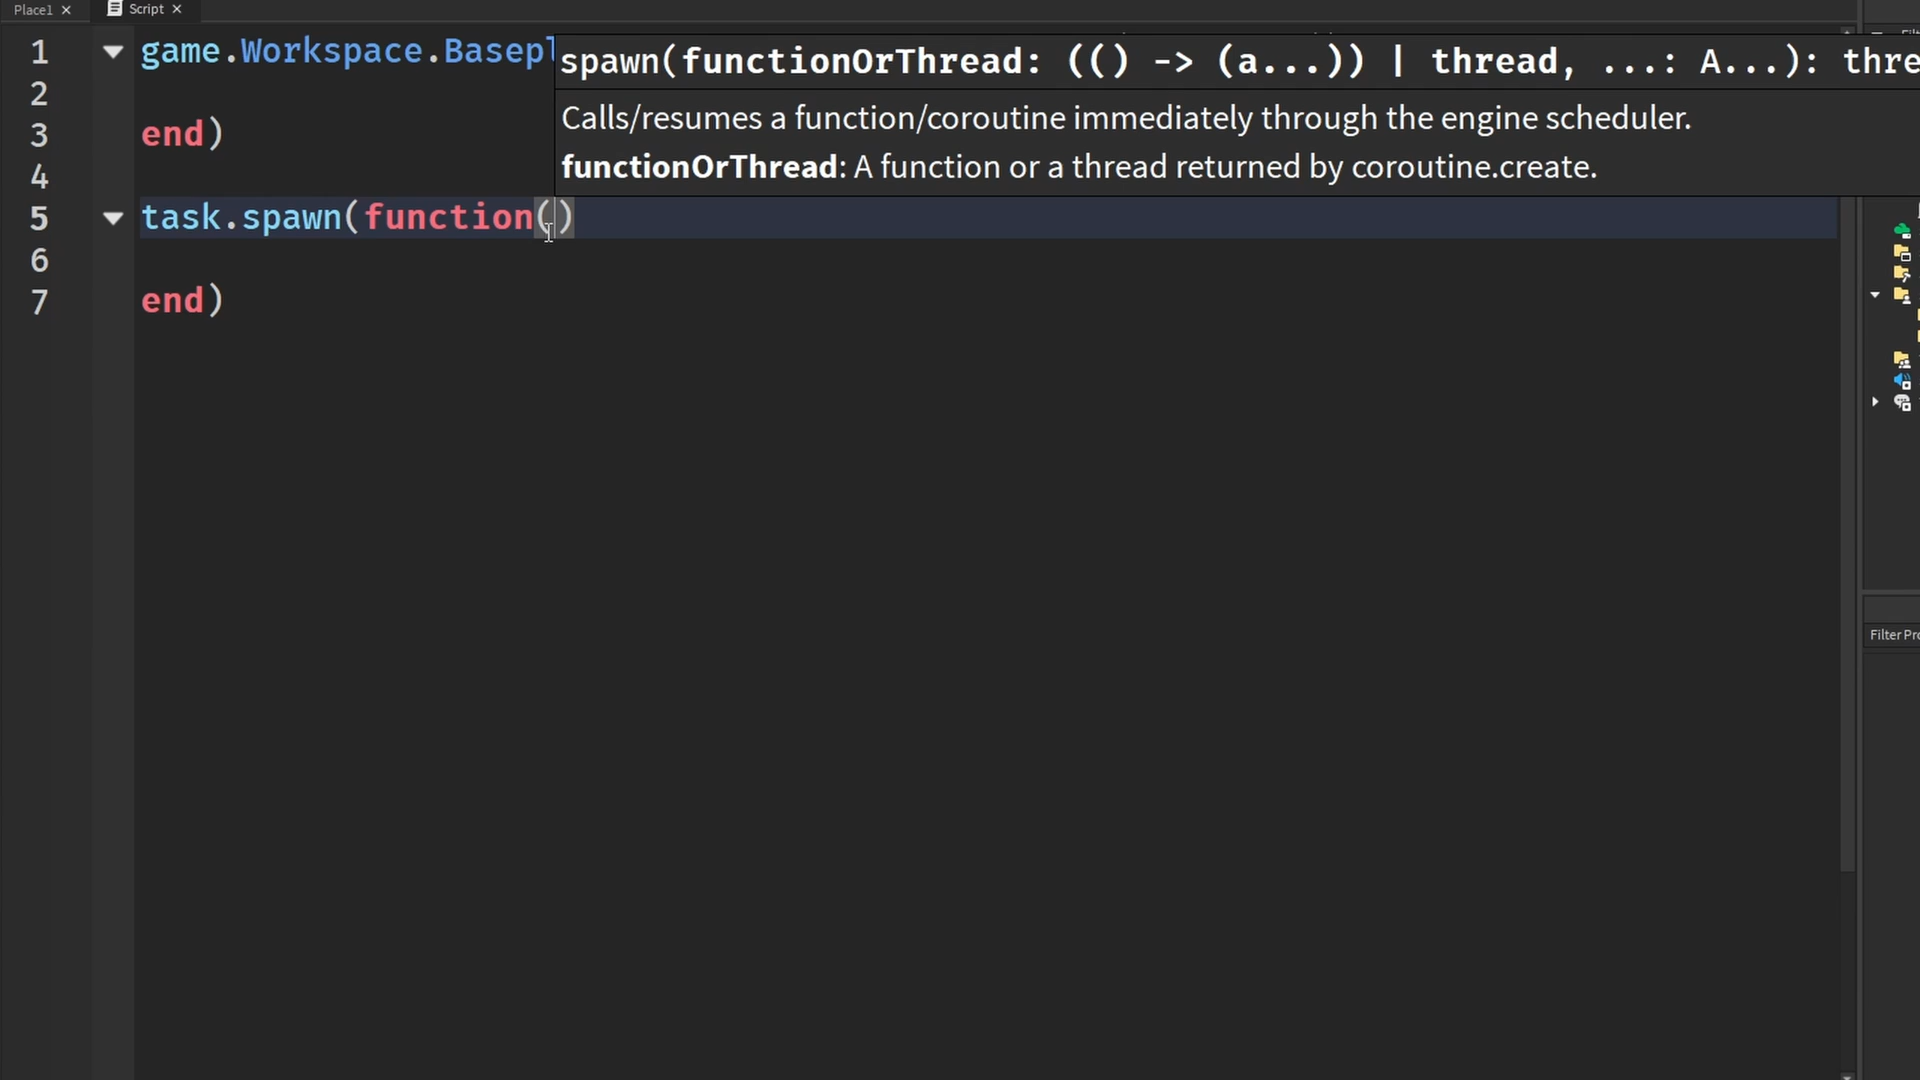 Place1 ×
Script ×
1 game.Workspace.Basepl
spawn(functionOrThread: (() -> (a...)) | thread, ...: A...): thre
Calls/resumes a function/coroutine immediately through the engine scheduler.
functionOrThread: A function or a thread returned by coroutine.create.
2
3 end)
4
5 task.spawn(function()
6
7 end)
Filter Pro